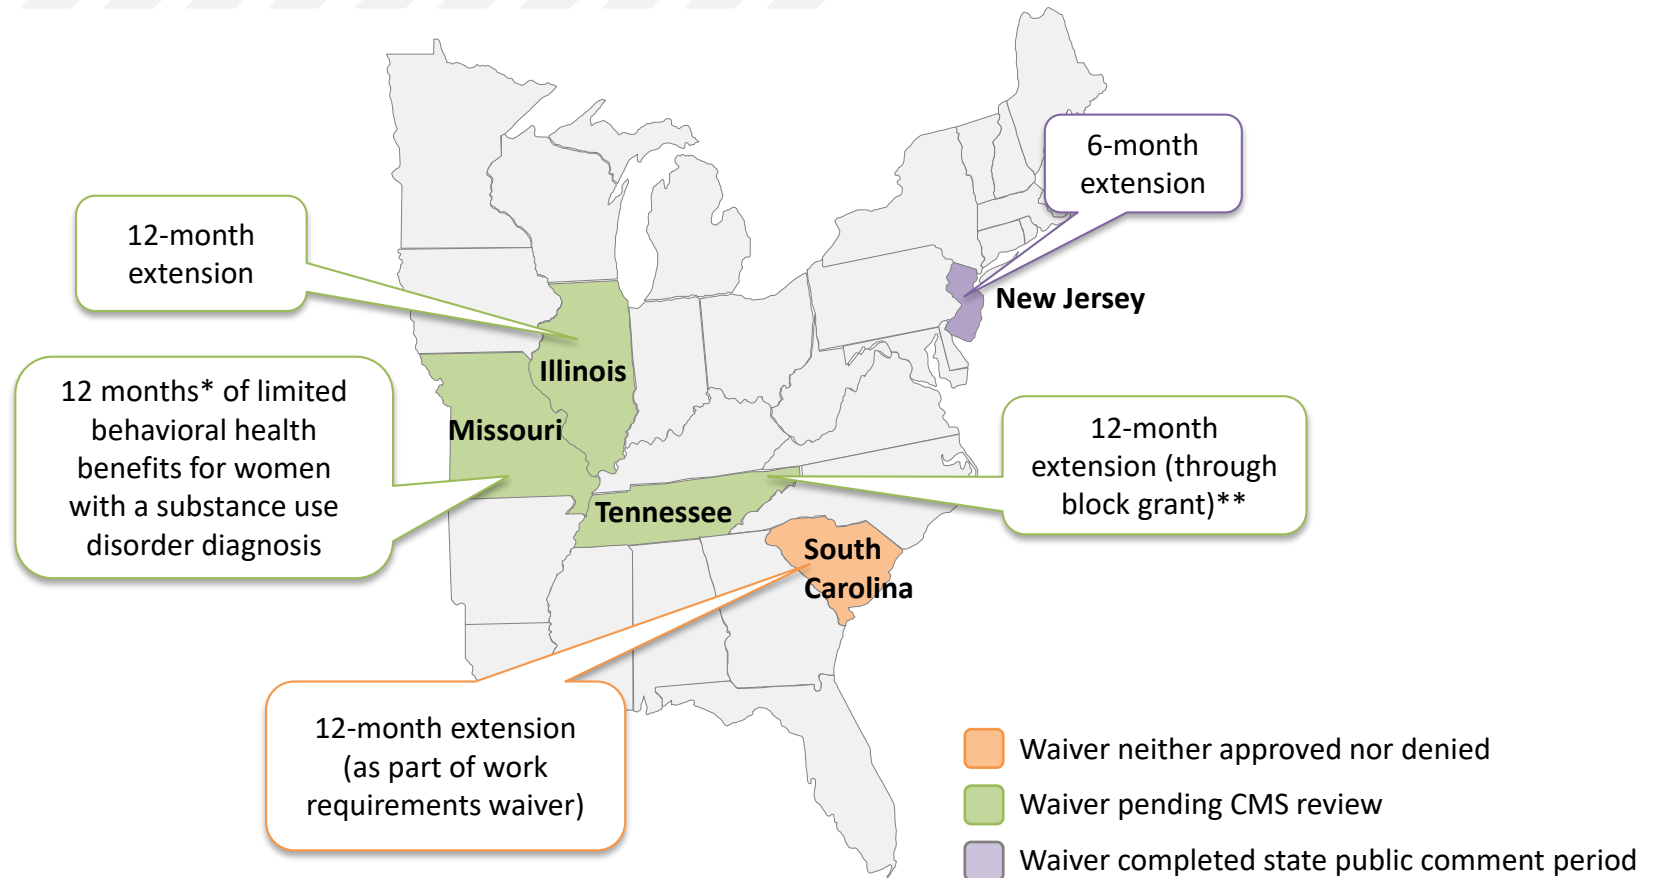 6-month
extension
12-month
extension
New Jersey
Illinois
12 months* of limited
behavioral health
benefits for women
with a substance use
disorder diagnosis
Missouri
12-month
extension (through
block grant)**
Tennessee
South
Carolina
12-month extension
(as part of work
requirements waiver)
Waiver neither approved nor denied
Waiver pending CMS review
Waiver completed state public comment period